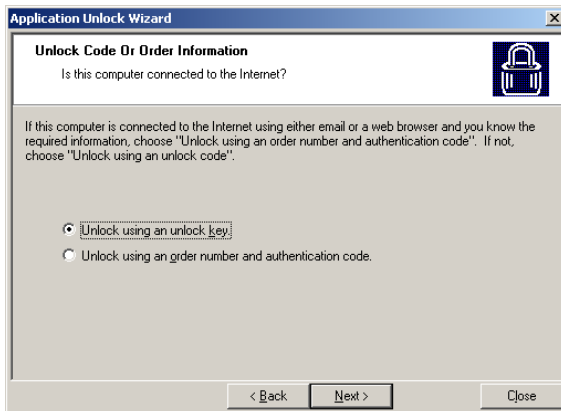 Application Unlock Wizard
Unlock Code Or Order Information
Is this computer connected to the Internet?
If this computer is connected to the Internet using either email or a web browser and you know the
required information, choose "Unlock using an order number and authentication code". If not,
choose "Unlock using an unlock code".
Unlock using an unlock key.
Unlock using an order number and authentication code.
< Back Next > Close